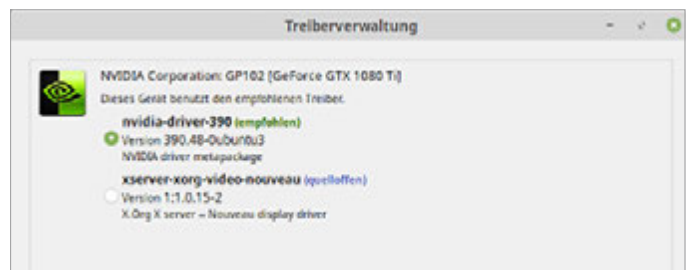 Treiberverwaltung
NVIDIA Corporation: GP102 [GeForce GTX 1080 Ti]
Dieses Gerät benutzt den empfohlenen Treiber.
nvidia-driver-390 (empfohlen)
Version 390.48-0ubuntu3
NVIDIA driver metapackage
xserver-xorg-video-nouveau (quelloffen)
Version 1:1.0.15-2
X.Org X server -- Nouveau display driver